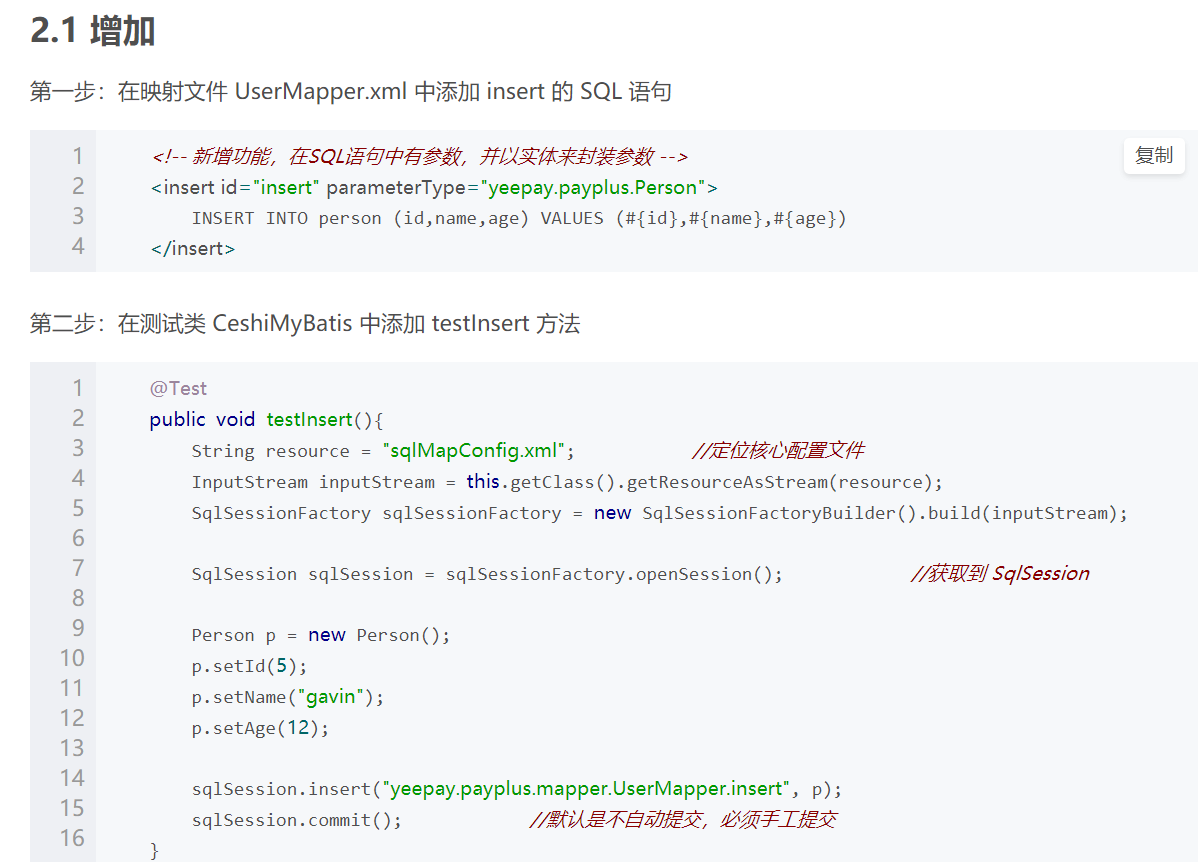 2.1 增加
第一步：在映射文件 UserMapper.xml 中添加 insert 的 SQL 语句
复制
1 <!-- 新增功能，在SQL语句中有参数，并以实体来封装参数 -->
2 <insert id="insert" parameterType="yeepay.payplus.Person">
3 INSERT INTO person (id,name,age) VALUES (#{id},#{name},#{age})
4 </insert>
第二步：在测试类 CeshiMyBatis 中添加 testInsert 方法
1 @Test
2 public void testInsert(){
3 String resource = "sqlMapConfig.xml"; //定位核心配置文件
4 InputStream inputStream = this.getClass().getResourceAsStream(resource);
5 SqlSessionFactory sqlSessionFactory = new SqlSessionFactoryBuilder().build(inputStream);
6
7 SqlSession sqlSession = sqlSessionFactory.openSession(); //获取到 SqlSession
8
9 Person p = new Person();
10 p.setId(5);
11 p.setName("gavin");
12 p.setAge(12);
13
14 sqlSession.insert("yeepay.payplus.mapper.UserMapper.insert", p);
15 sqlSession.commit(); //默认是不自动提交，必须手工提交
16 }